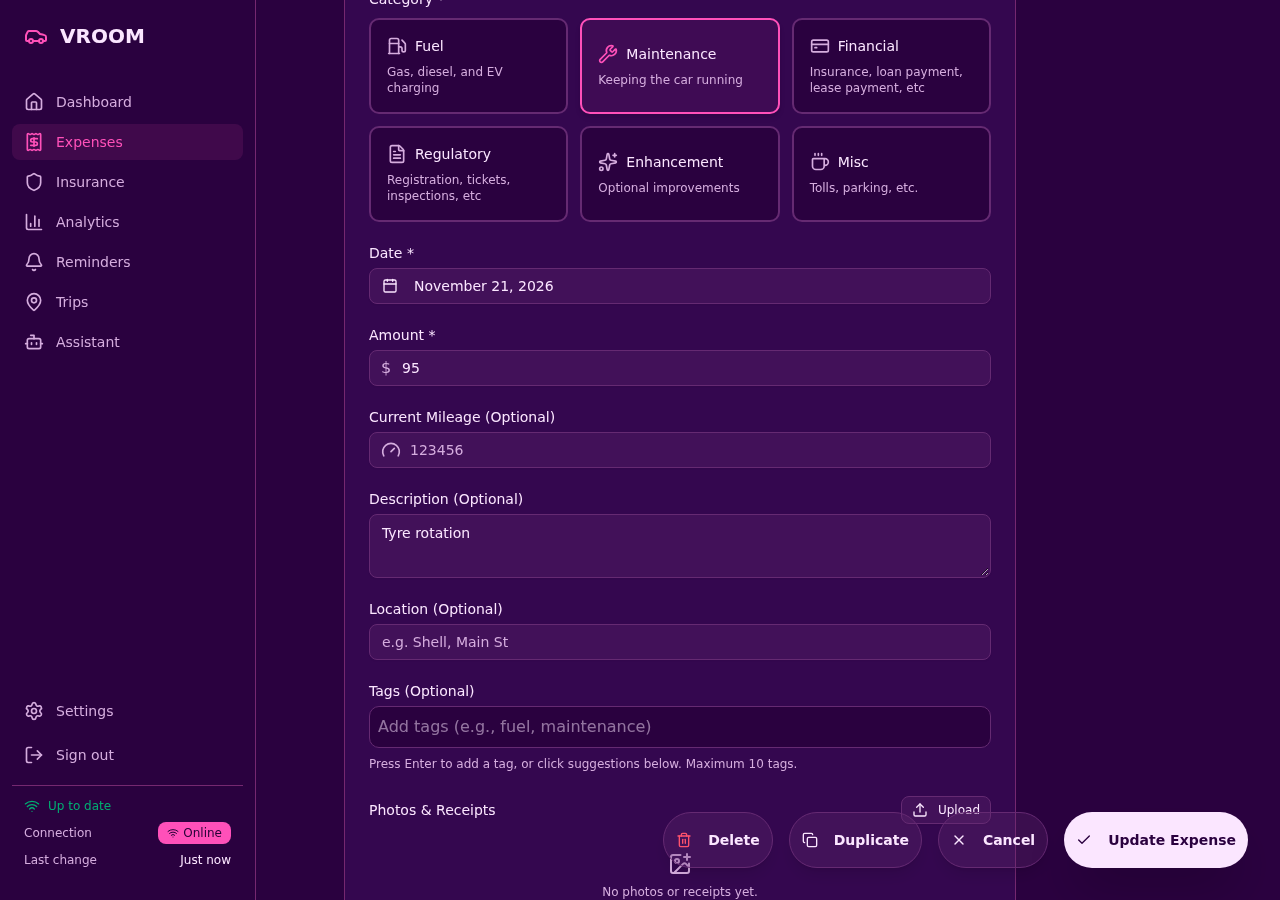 VROOM
Dashboard
Expenses
Insurance
Analytics
Reminders
Trips
Assistant
Settings
Sign out
Up to date
Connection
Online
Last change
Just now
Category *
Fuel
Gas, diesel, and EV
charging
Maintenance
Keeping the car running
Financial
Insurance, loan payment,
lease payment, etc
Regulatory
Registration, tickets,
inspections, etc
Enhancement
Optional improvements
Misc
Tolls, parking, etc.
Date *
November 21, 2026
Amount *
$ 95
Current Mileage (Optional)
123456
Description (Optional)
Tyre rotation
Location (Optional)
e.g. Shell, Main St
Tags (Optional)
Add tags (e.g., fuel, maintenance)
Press Enter to add a tag, or click suggestions below. Maximum 10 tags.
Photos & Receipts
Upload
Delete
Duplicate
Cancel
Update Expense
No photos or receipts yet.